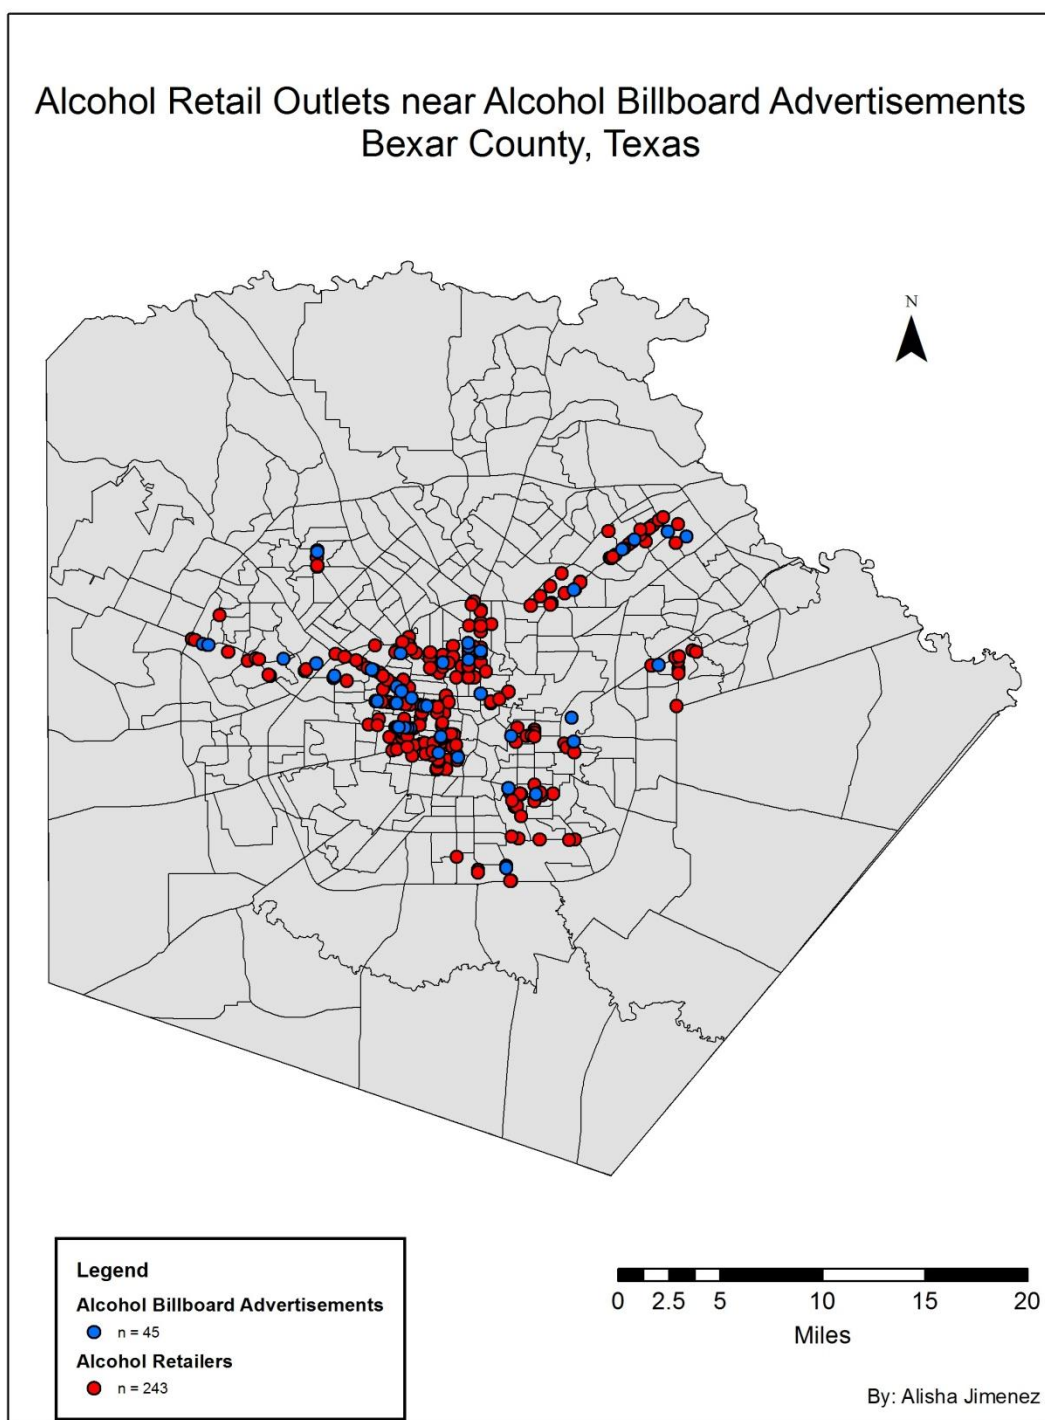 Alcohol Retail Outlets near Alcohol Billboard Advertisements
Bexar County, Texas
N
Legend
Alcohol Billboard Advertisements
n = 45
Alcohol Retailers
n = 243
0 2.5 5 10 15 20
Miles
By: Alisha Jimenez